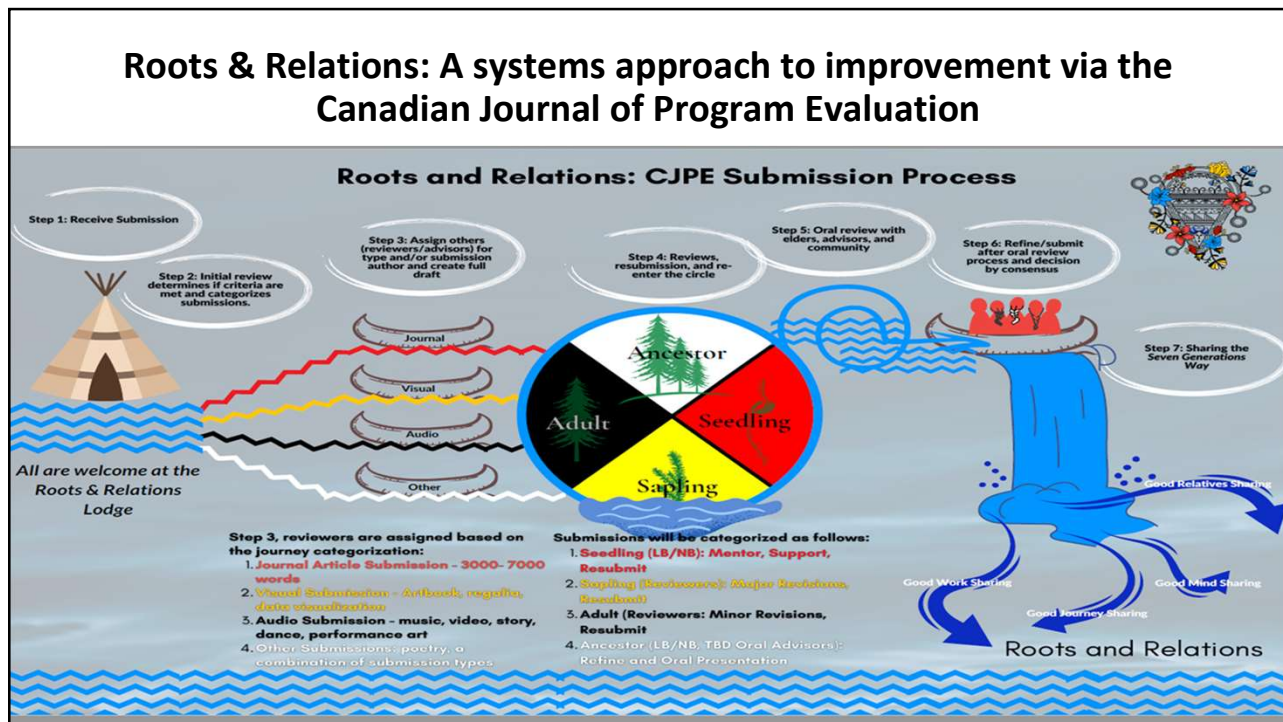 Roots & Relations: A systems approach to improvement via the
Canadian Journal of Program Evaluation
Roots and Relations: CJPE Submission Process
Step 1: Receive Submission
Step 2: Initial review
determines if criteria are
met and categorizes
submissions.
Step 3: Assign others
(reviewers/advisors) for
type and/or submission
author and create full
draft
Step 4: Reviews,
resubmission, and re-
enter the circle
Step 5: Oral review with
elders, advisors, and
community
Step 6: Refine/submit
after oral review
process and decision
by consensus
Step 7: Sharing the
Seven Generations
Way
Journal
Visual
Audio
Other
Ancestor
Adult
Seedling
Sapling
All are welcome at the
Roots & Relations
Lodge
Step 3, reviewers are assigned based on
the journey categorization:
1. Journal Article Submission - 3000- 7000
words
2. Visual Submission - Artbook, regalia,
data visualization
3. Audio Submission - music, video, story,
dance, performance art
4. Other Submissions: poetry, a
combination of submission types
Submissions will be categorized as follows:
1. Seedling (LB/NB): Mentor, Support,
Resubmit
2. Sapling (Reviewers): Major Revisions,
Resubmit
3. Adult (Reviewers: Minor Revisions,
Resubmit
4. Ancestor (LB/NB, TBD Oral Advisors):
Refine and Oral Presentation
Good Relatives Sharing
Good Work Sharing
Good Mind Sharing
Good Journey Sharing
Roots and Relations